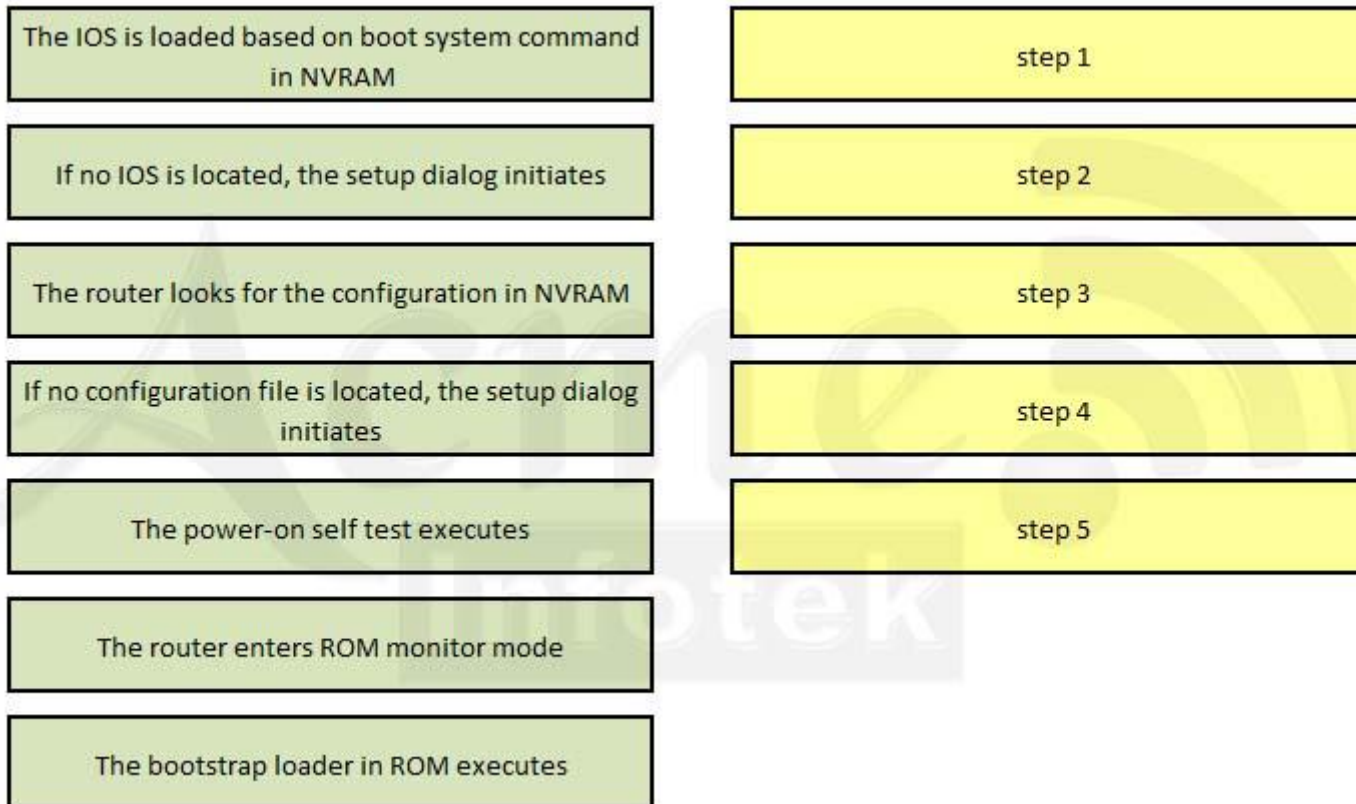 The IOS is loaded based on boot system command
in NVRAM
step 1
If no IOS is located, the setup dialog initiates
step 2
The router looks for the configuration in NVRAM
step 3
If no configuration file is located, the setup dialog
initiates
step 4
The power-on self test executes
step 5
The router enters ROM monitor mode
The bootstrap loader in ROM executes
Acme
Infotek